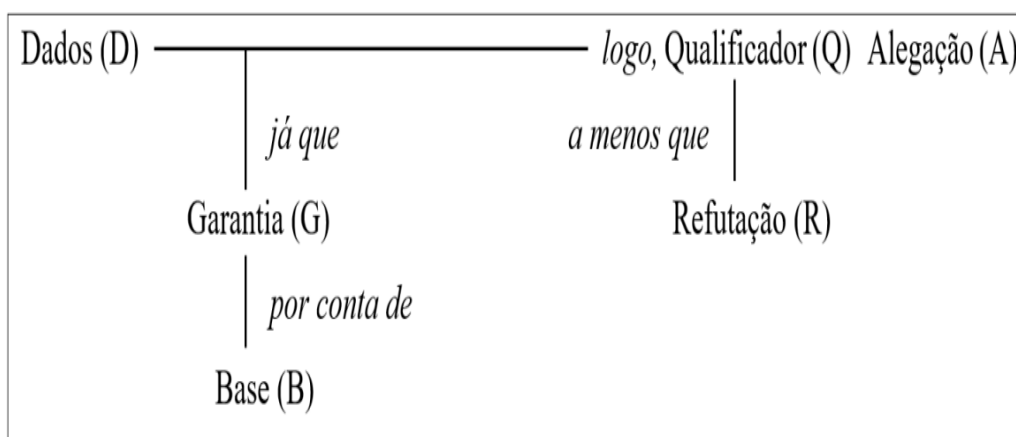 Dados (D) logo, Qualificador (Q) Alegação (A)
já que a menos que
Garantia (G) Refutação (R)
por conta de
Base (B)